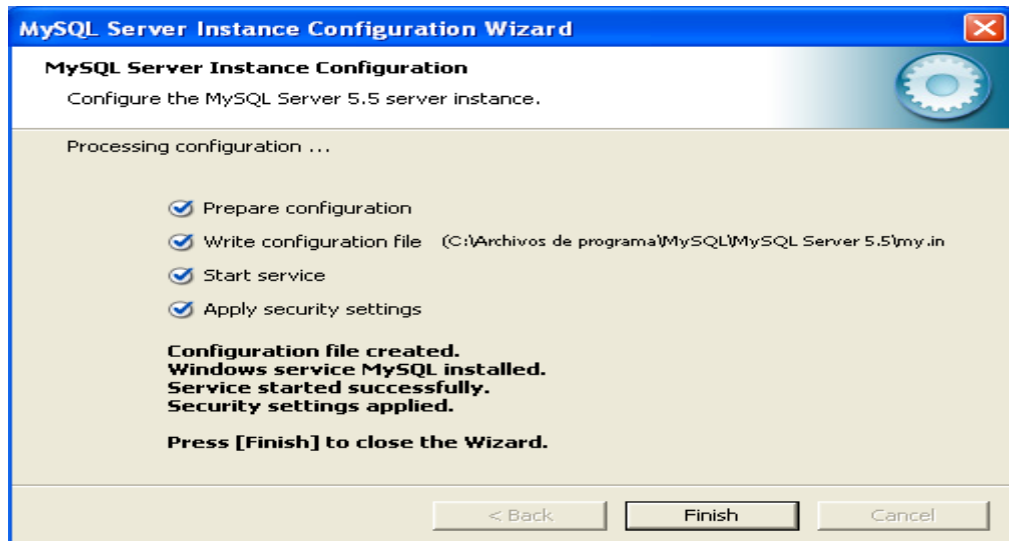 MySQL Server Instance Configuration Wizard
MySQL Server Instance Configuration
Configure the MySQL Server 5.5 server instance.
Processing configuration ...
Prepare configuration
Write configuration file (C:\Archivos de programa\MySQL\MySQL Server 5.5\my.in
Start service
Apply security settings
Configuration file created.
Windows service MySQL installed.
Service started successfully.
Security settings applied.
Press [Finish] to close the Wizard.
< Back Finish Cancel